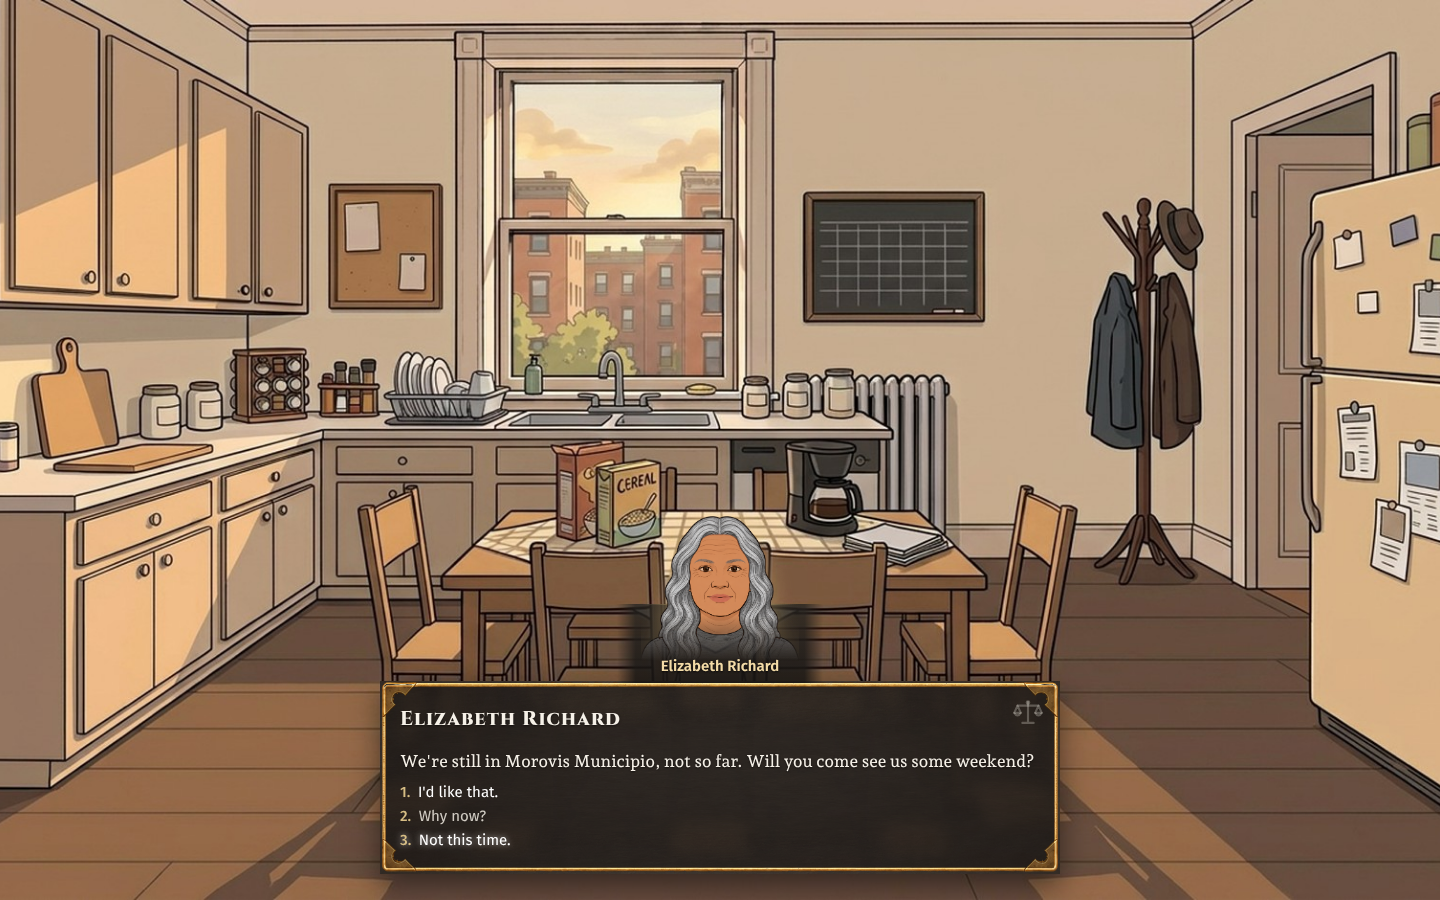 CEREAL
Elizabeth Richard
Elizabeth Richard
We're still in Morovis Municipio, not so far. Will you come see us some weekend?
1. I'd like that.
2. Why now?
3. Not this time.